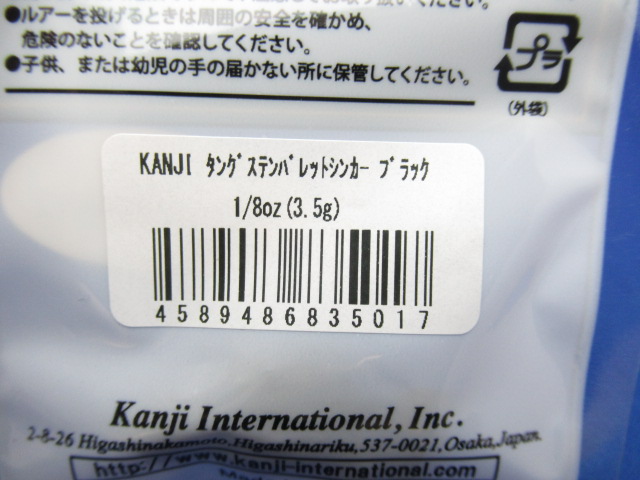 ●ルアーを投げるときは周囲の安全を確かめ、
危険のないことを確認してください。
●子供、または幼児の手の届かない所に保管してください。
プラ
(外袋)
KANJI ﾀﾝｸﾞｽﾃﾝﾊﾞﾚｯﾄｼﾝｶｰ ﾌﾞﾗｯｸ
1/8oz(3.5g)
4589486835017
Kanji International, Inc.
2-8-26 Higashinakamoto,Higashinariku,537-0021,Osaka,Japan.
http://www.kanji-international.com